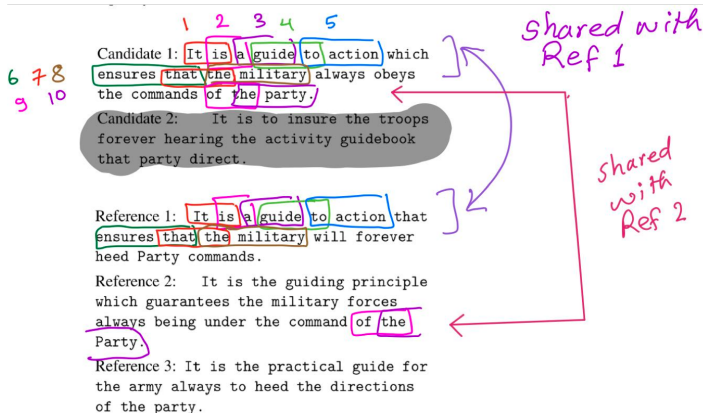 1 2 3 4 5
shared with
Ref 1
Candidate 1: It is a guide to action which
ensures that the military always obeys
the commands of the party.
6 7 8
9 10
Candidate 2: It is to insure the troops
forever hearing the activity guidebook
that party direct.
shared
with
Ref 2
Reference 1: It is a guide to action that
ensures that the military will forever
heed Party commands.
Reference 2: It is the guiding principle
which guarantees the military forces
always being under the command of the
Party.
Reference 3: It is the practical guide for
the army always to heed the directions
of the party.